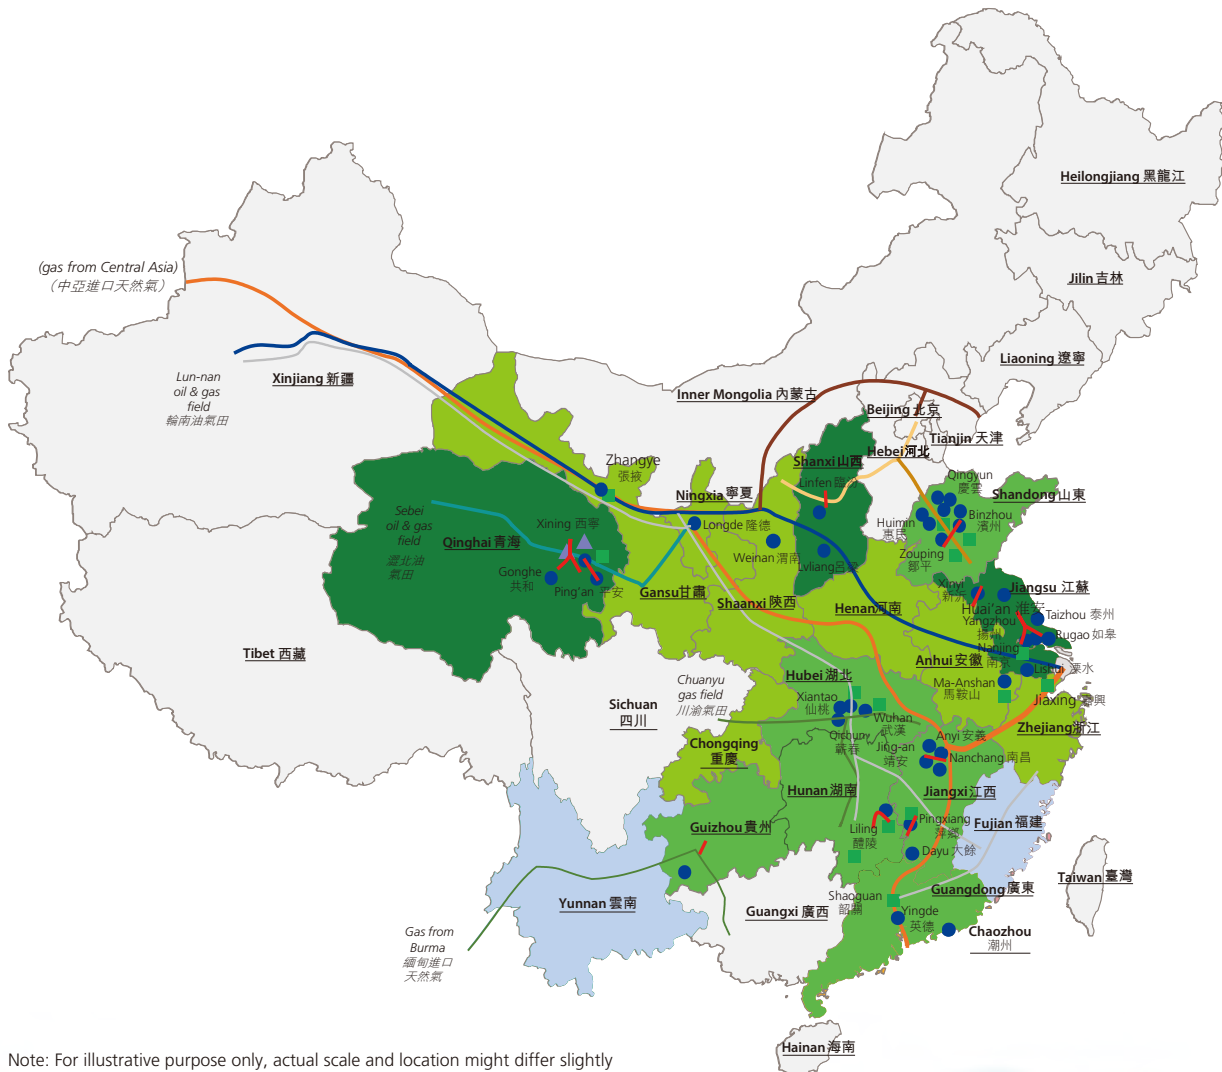 Heilongjiang 黑龍江
(gas from Central Asia)
（中亞進口天然氣）
Jilin 吉林
Liaoning 遼寧
Lun-nan
oil & gas
field
輪南油氣田
Xinjiang 新疆
Inner Mongolia 內蒙古
Beijing 北京
Tianjin 天津
Hebei 河北
Zhangye
張掖
Shanxi 山西
Linfen 臨汾
Qingyun
慶雲
Shandong 山東
Ningxia 寧夏
Sebei
oil & gas
field
澀北油
氣田
Xining 西寧
Longde 隆德
Huimin
惠民
Binzhou
濱州
Qinghai 青海
Weinan 渭南
Lvliang 呂梁
Zouping
鄒平
Gonghe
共和
Ping'an 平安
Gansu 甘肅
Shaanxi 陝西
Henan 河南
Xinyi
新沂
Jiangsu 江蘇
Huai'an 淮安
Taizhou 泰州
Yangzhou
揚州
Rugao 如皋
Nanjing
南京
Tibet 西藏
Anhui 安徽
Lishui 溧水
Chuanyu
gas field
川渝氣田
Hubei 湖北
Ma-Anshan
馬鞍山
Jiaxing 嘉興
Sichuan
四川
Xiantao
仙桃
Wuhan
武漢
Zhejiang 浙江
Qichun
蘄春
Anyi 安義
Chongqing
重慶
Jing-an
靖安
Nanchang 南昌
Hunan 湖南
Jiangxi 江西
Guizhou 貴州
Liling
醴陵
Pingxiang
萍鄉
Fujian 福建
Dayu 大餘
Taiwan 臺灣
Yunnan 雲南
Guangxi 廣西
Shaoguan
韶關
Guangdong 廣東
Yingde
英德
Chaozhou
潮州
Gas from
Burma
緬甸進口
天然氣
Hainan 海南
Note: For illustrative purpose only, actual scale and location might differ slightly